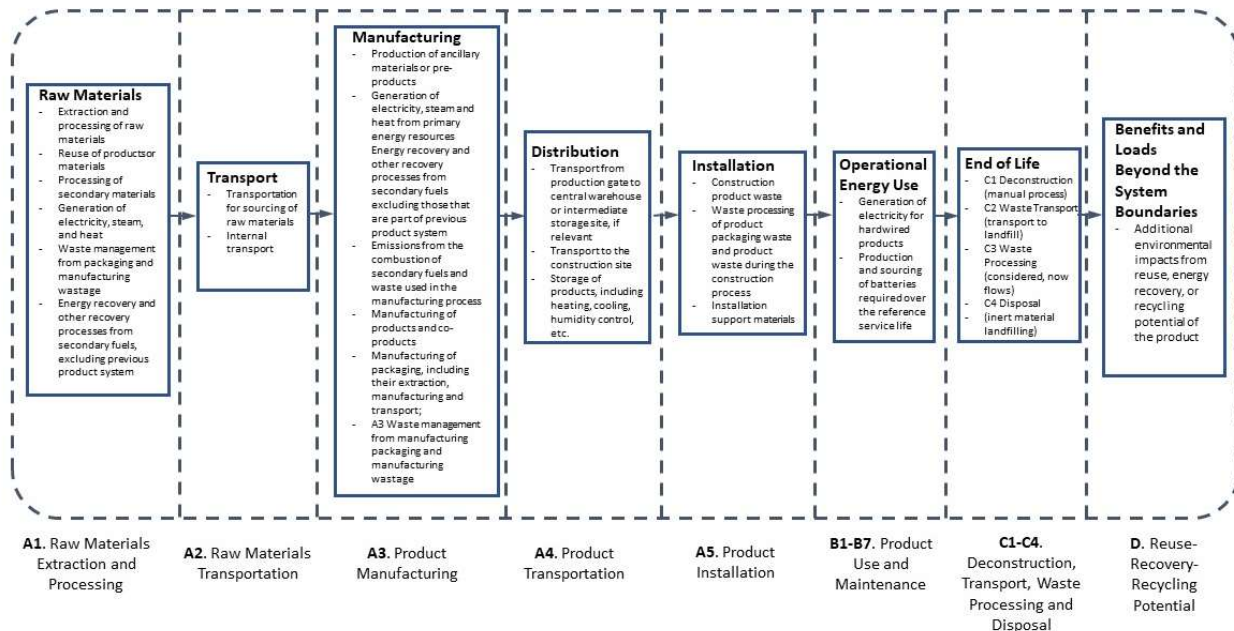 Raw Materials
- Extraction and
processing of raw
materials
- Reuse of productsor
materials
- Processing of
secondary materials
- Generation of
electricity, steam,
and heat
- Waste management
from packaging and
manufacturing
wastage
- Energy recovery and
other recovery
processes from
secondary fuels,
excluding previous
product system
Transport
- Transportation
for sourcing of
raw materials
- Internal
transport
Manufacturing
- Production of ancillary
materials or pre-
products
- Generation of
electricity, steam and
heat from primary
energy resources
Energy recovery and
other recovery
processes from
secondary fuels
excluding those that
are part of previous
product system
- Emissions from the
combustion of
secondary fuels and
waste used in the
manufacturing process
- Manufacturing of
products and co-
products
- Manufacturing of
packaging, including
their extraction,
manufacturing and
transport;
- A3 Waste management
from manufacturing
packaging and
manufacturing
wastage
Distribution
- Transport from
production gate to
central warehouse
or intermediate
storage site, if
relevant
- Transport to the
construction site
- Storage of
products, including
heating, cooling,
humidity control,
etc.
Installation
- Construction
product waste
- Waste processing
of product
packaging waste
and product
waste during the
construction
process
- Installation
support materials
Operational
Energy Use
- Generation of
electricity for
hardwired
products
- Production
and sourcing
of batteries
required over
the reference
service life
End of Life
- C1 Deconstruction
(manual process)
- C2 Waste Transport
(transport to
landfill)
- C3 Waste
Processing
(considered, now
flows)
- C4 Disposal
- (inert material
landfilling)
Benefits and
Loads
Beyond the
System
Boundaries
- Additional
environmental
impacts from
reuse, energy
recovery, or
recycling
potential of
the product
A1. Raw Materials
Extraction and
Processing
A2. Raw Materials
Transportation
A3. Product
Manufacturing
A4. Product
Transportation
A5. Product
Installation
B1-B7. Product
Use and
Maintenance
C1-C4.
Deconstruction,
Transport, Waste
Processing and
Disposal
D. Reuse-
Recovery-
Recycling
Potential